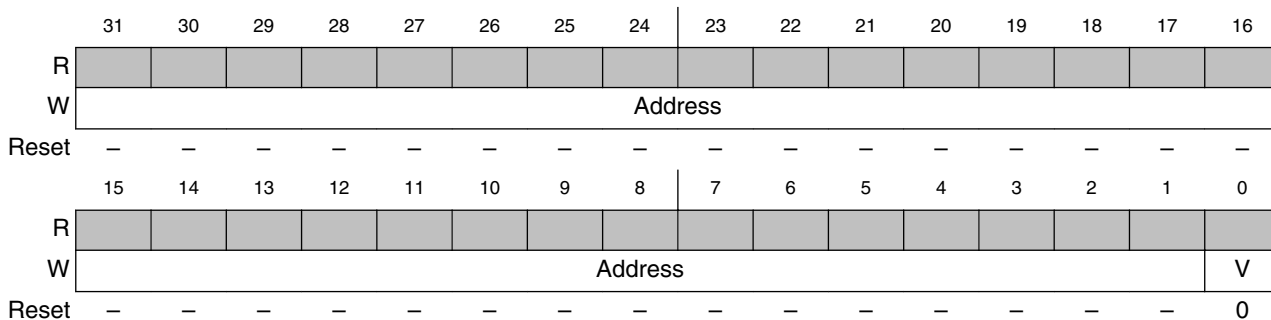 31 30 29 28 27 26 25 24 23 22 21 20 19 18 17 16
R
W Address
Reset – – – – – – – – – – – – – – – –
15 14 13 12 11 10 9 8 7 6 5 4 3 2 1 0
R
W Address V
Reset – – – – – – – – – – – – – – – 0